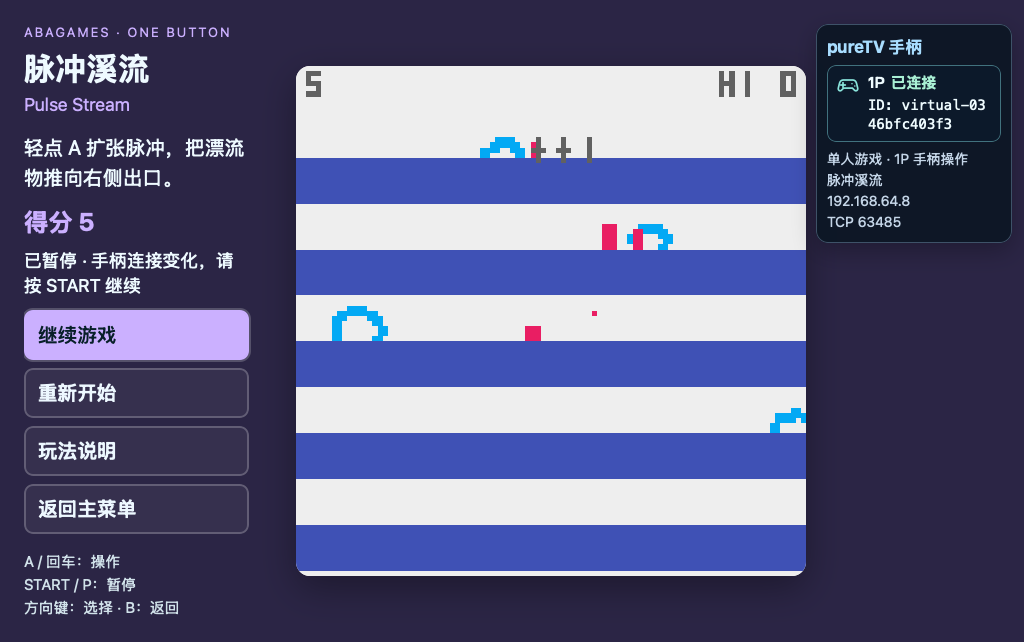 ABAGAMES · ONE BUTTON
脉冲溪流
Pulse Stream
轻点 A 扩张脉冲，把漂流
物推向右侧出口。
得分 5
已暂停 · 手柄连接变化，请
按 START 继续
继续游戏
重新开始
玩法说明
返回主菜单
A / 回车：操作
START / P：暂停
方向键：选择 · B：返回
5
HI 0
++1
pureTV 手柄
1P 已连接
ID: virtual-03
46bfc403f3
单人游戏 · 1P 手柄操作
脉冲溪流
192.168.64.8
TCP 63485